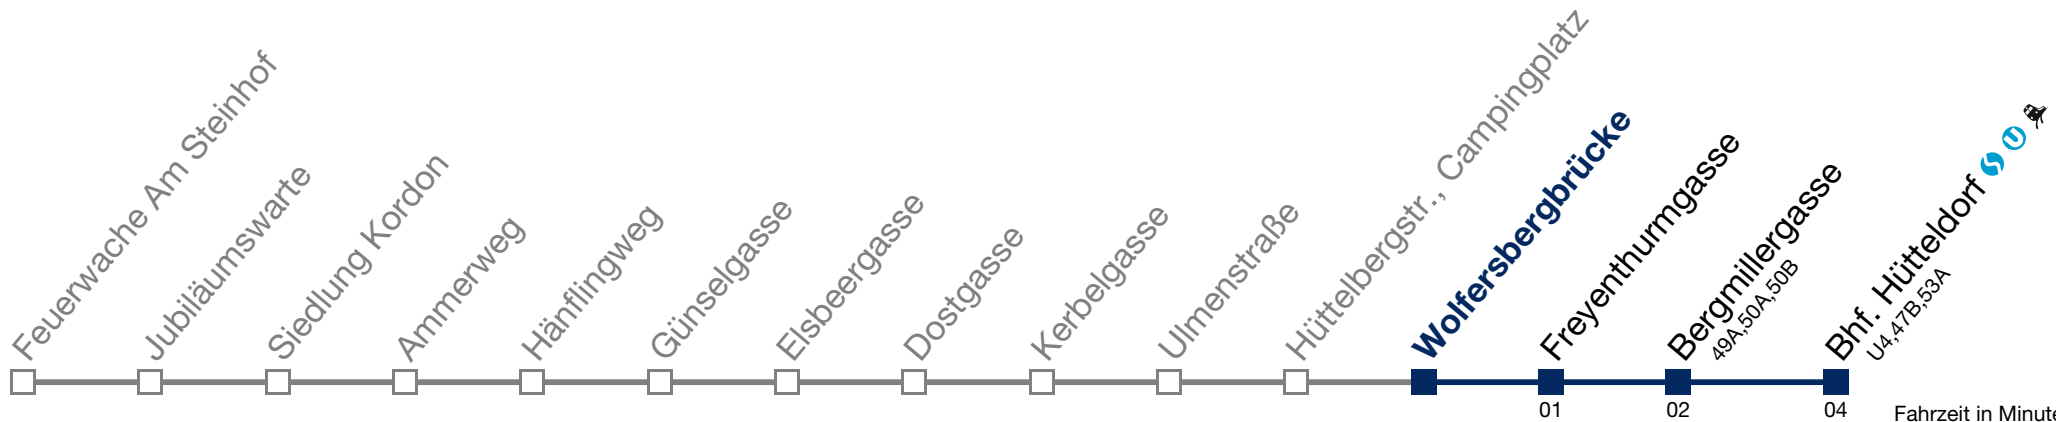 Feuerwache Am Steinhof
Jubiläumswarte
Siedlung Kordon
Ammerweg
Hänflingweg
Günselgasse
Elsbeergasse
Dostgasse
Kerbelgasse
Ulmenstraße
Hüttelbergstr., Campingplatz
Wolfersbergbrücke
Freyenthurmgasse
Bergmillergasse
49A,50A,50B
Bhf. Hütteldorf S U
U4,47B,53A
01
02
04
Fahrzeit in Minute